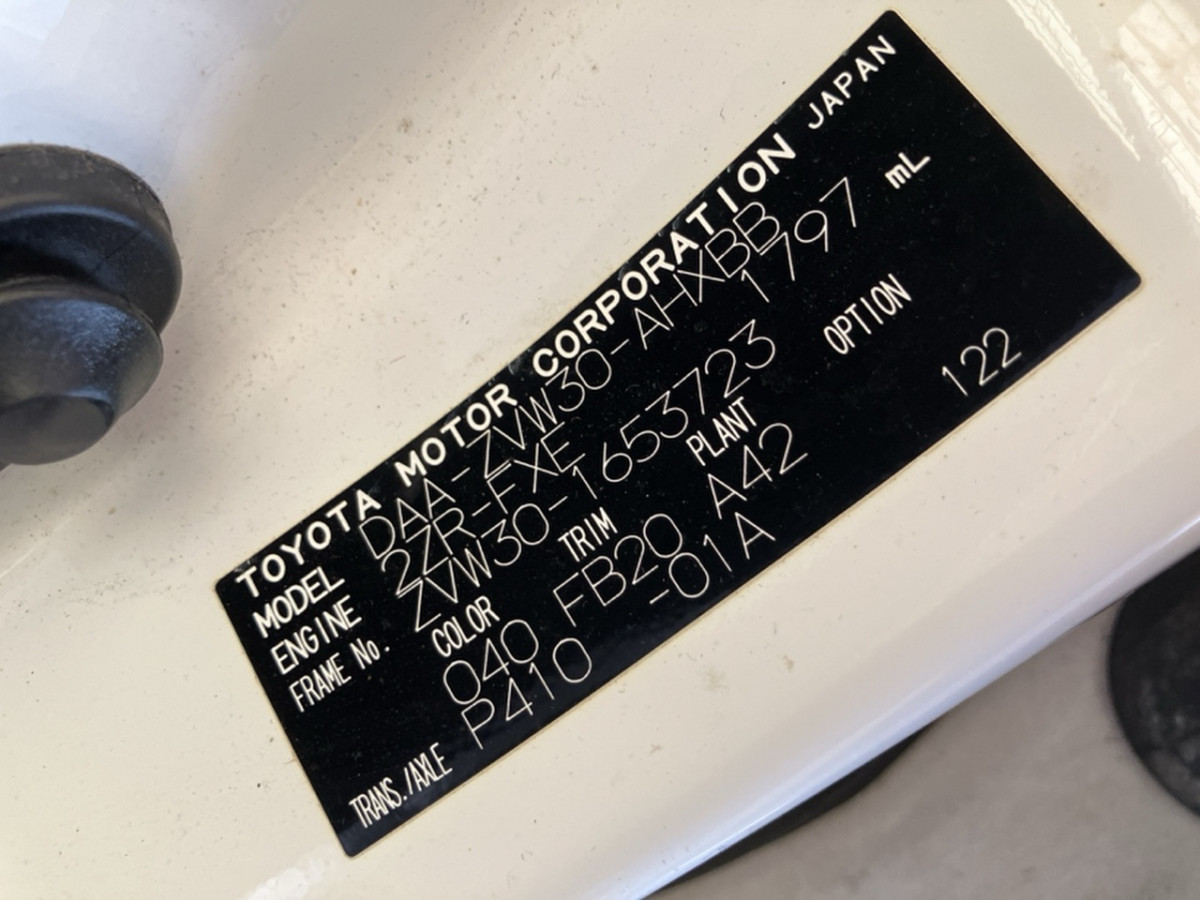 TOYOTA MOTOR CORPORATION JAPAN
MODEL DAA-ZVW30-AHXBB
ENGINE 2ZR-FXE 1797 mL
FRAME No. ZVW30-1653723
COLOR TRIM PLANT OPTION
040 FB20 A42 122
TRANS./AXLE P410 -01A